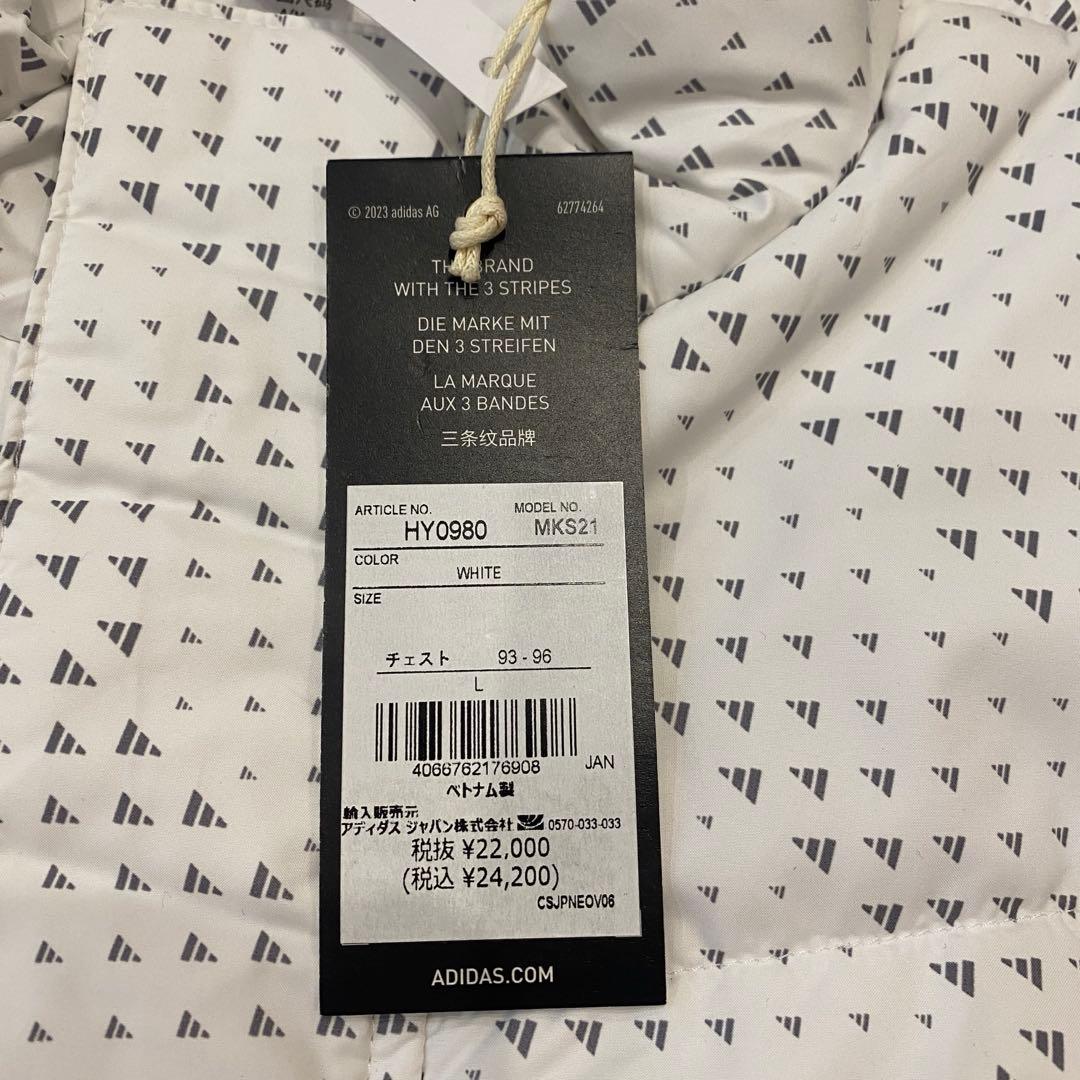 © 2023 adidas AG 62774264
BRAND
WITH THE 3 STRIPES
DIE MARKE MIT
DEN 3 STREIFEN
LA MARQUE
AUX 3 BANDES
三条纹品牌
ARTICLE NO. MODEL NO.
HY0980 MKS21
COLOR
WHITE
SIZE
チェスト 93 - 96
L
4066762176908 JAN
ベトナム製
輸入販売元
アディダス ジャパン株式会社 0570-033-033
税抜 ¥22,000
(税込 ¥24,200)
CSJPNEOV06
ADIDAS.COM